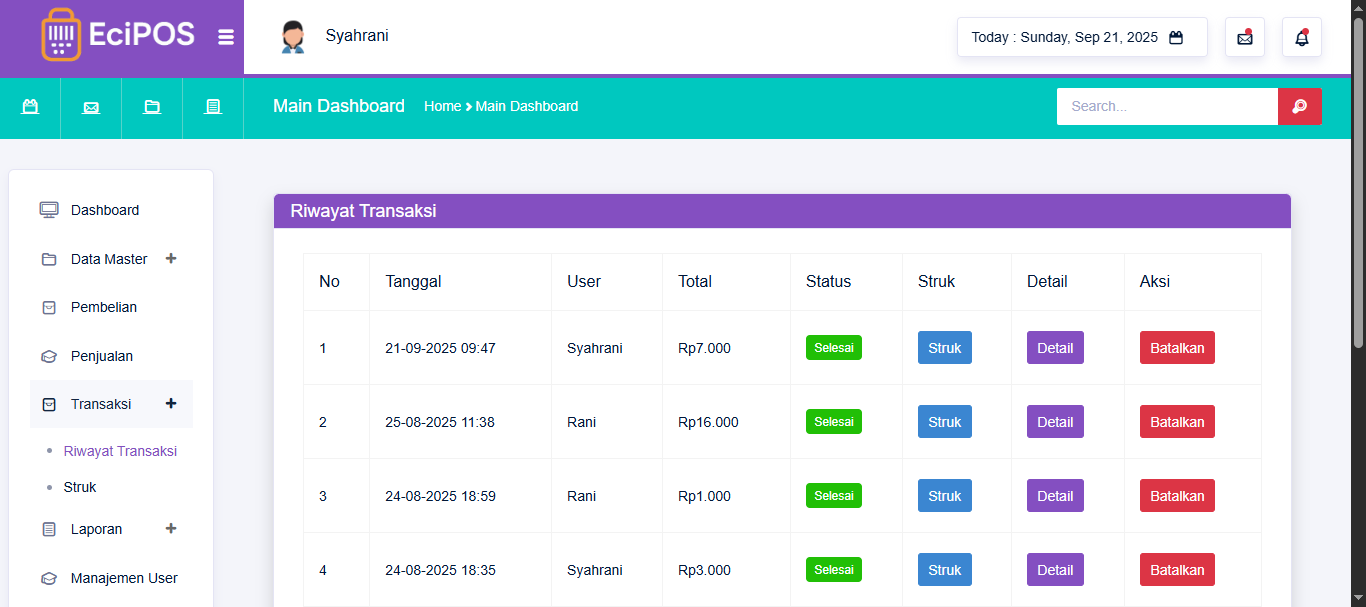 EciPOS
Syahrani
Today : Sunday, Sep 21, 2025
Main Dashboard
Home > Main Dashboard
Search...
Dashboard
Data Master +
Pembelian
Penjualan
Transaksi +
• Riwayat Transaksi
• Struk
Laporan +
Manajemen User
Riwayat Transaksi
No Tanggal User Total Status Struk Detail Aksi
1 21-09-2025 09:47 Syahrani Rp7.000 Selesai Struk Detail Batalkan
2 25-08-2025 11:38 Rani Rp16.000 Selesai Struk Detail Batalkan
3 24-08-2025 18:59 Rani Rp1.000 Selesai Struk Detail Batalkan
4 24-08-2025 18:35 Syahrani Rp3.000 Selesai Struk Detail Batalkan